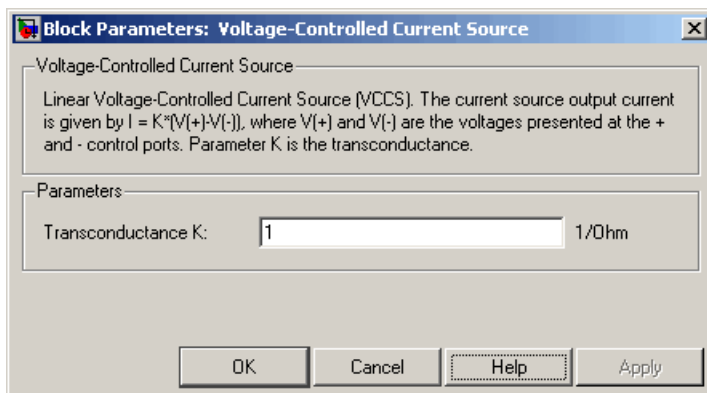 Block Parameters: Voltage-Controlled Current Source
Voltage-Controlled Current Source
Linear Voltage-Controlled Current Source (VCCS). The current source output current
is given by I = K*(V(+)-V(-)), where V(+) and V(-) are the voltages presented at the +
and - control ports. Parameter K is the transconductance.
Parameters
Transconductance K: 1 1/Ohm
OK Cancel Help Apply